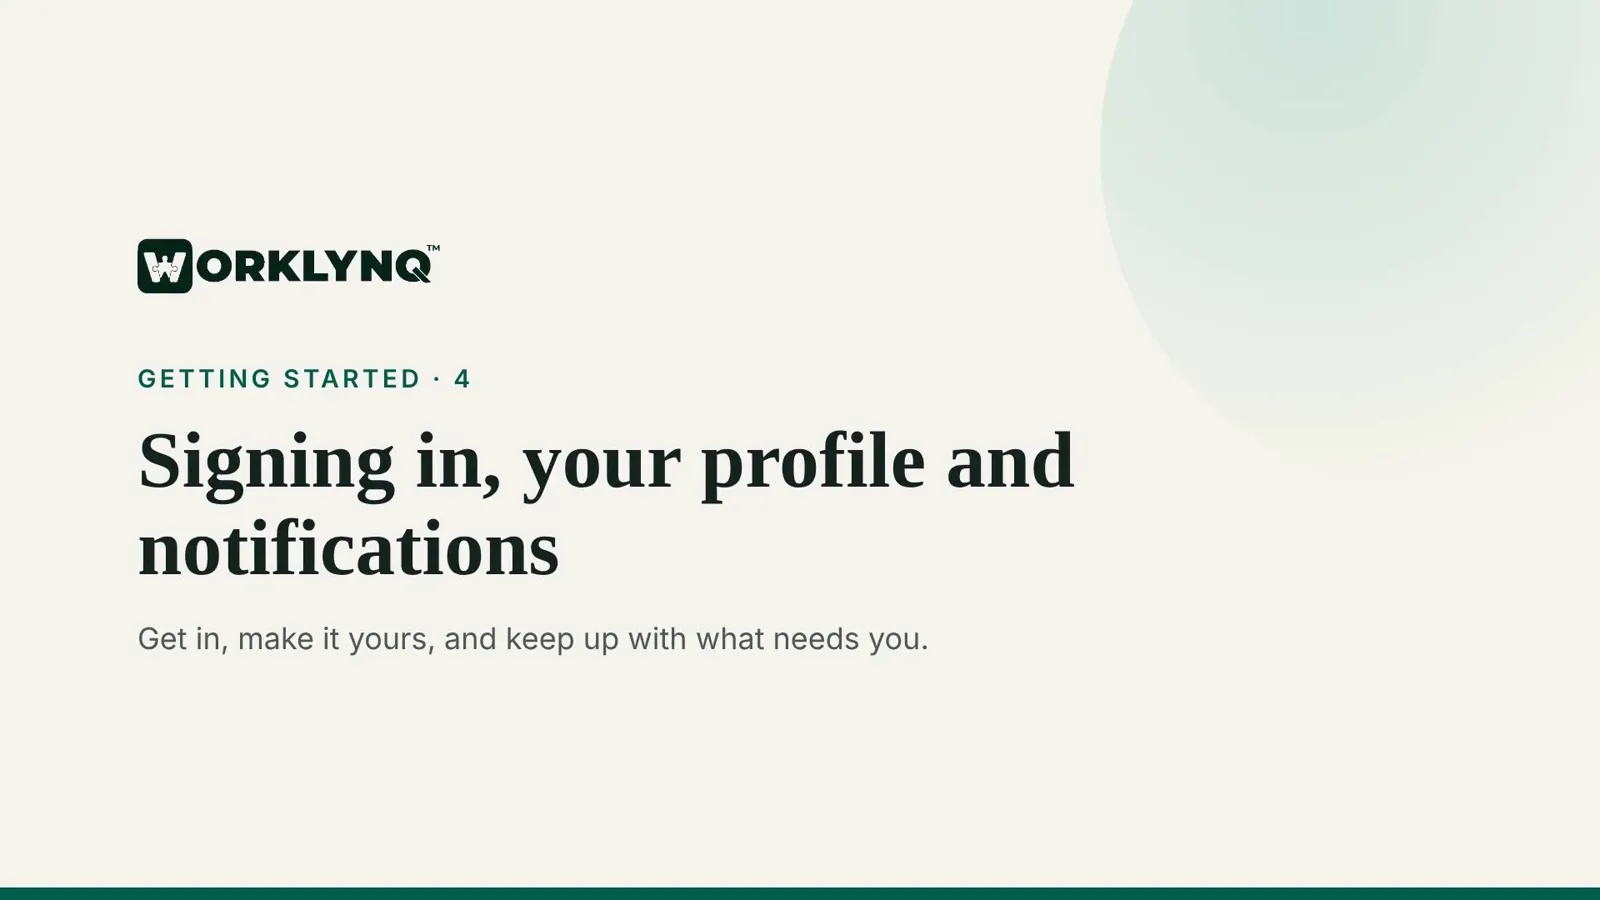 WORKLYNQ™
GETTING STARTED · 4
Signing in, your profile and
notifications
Get in, make it yours, and keep up with what needs you.